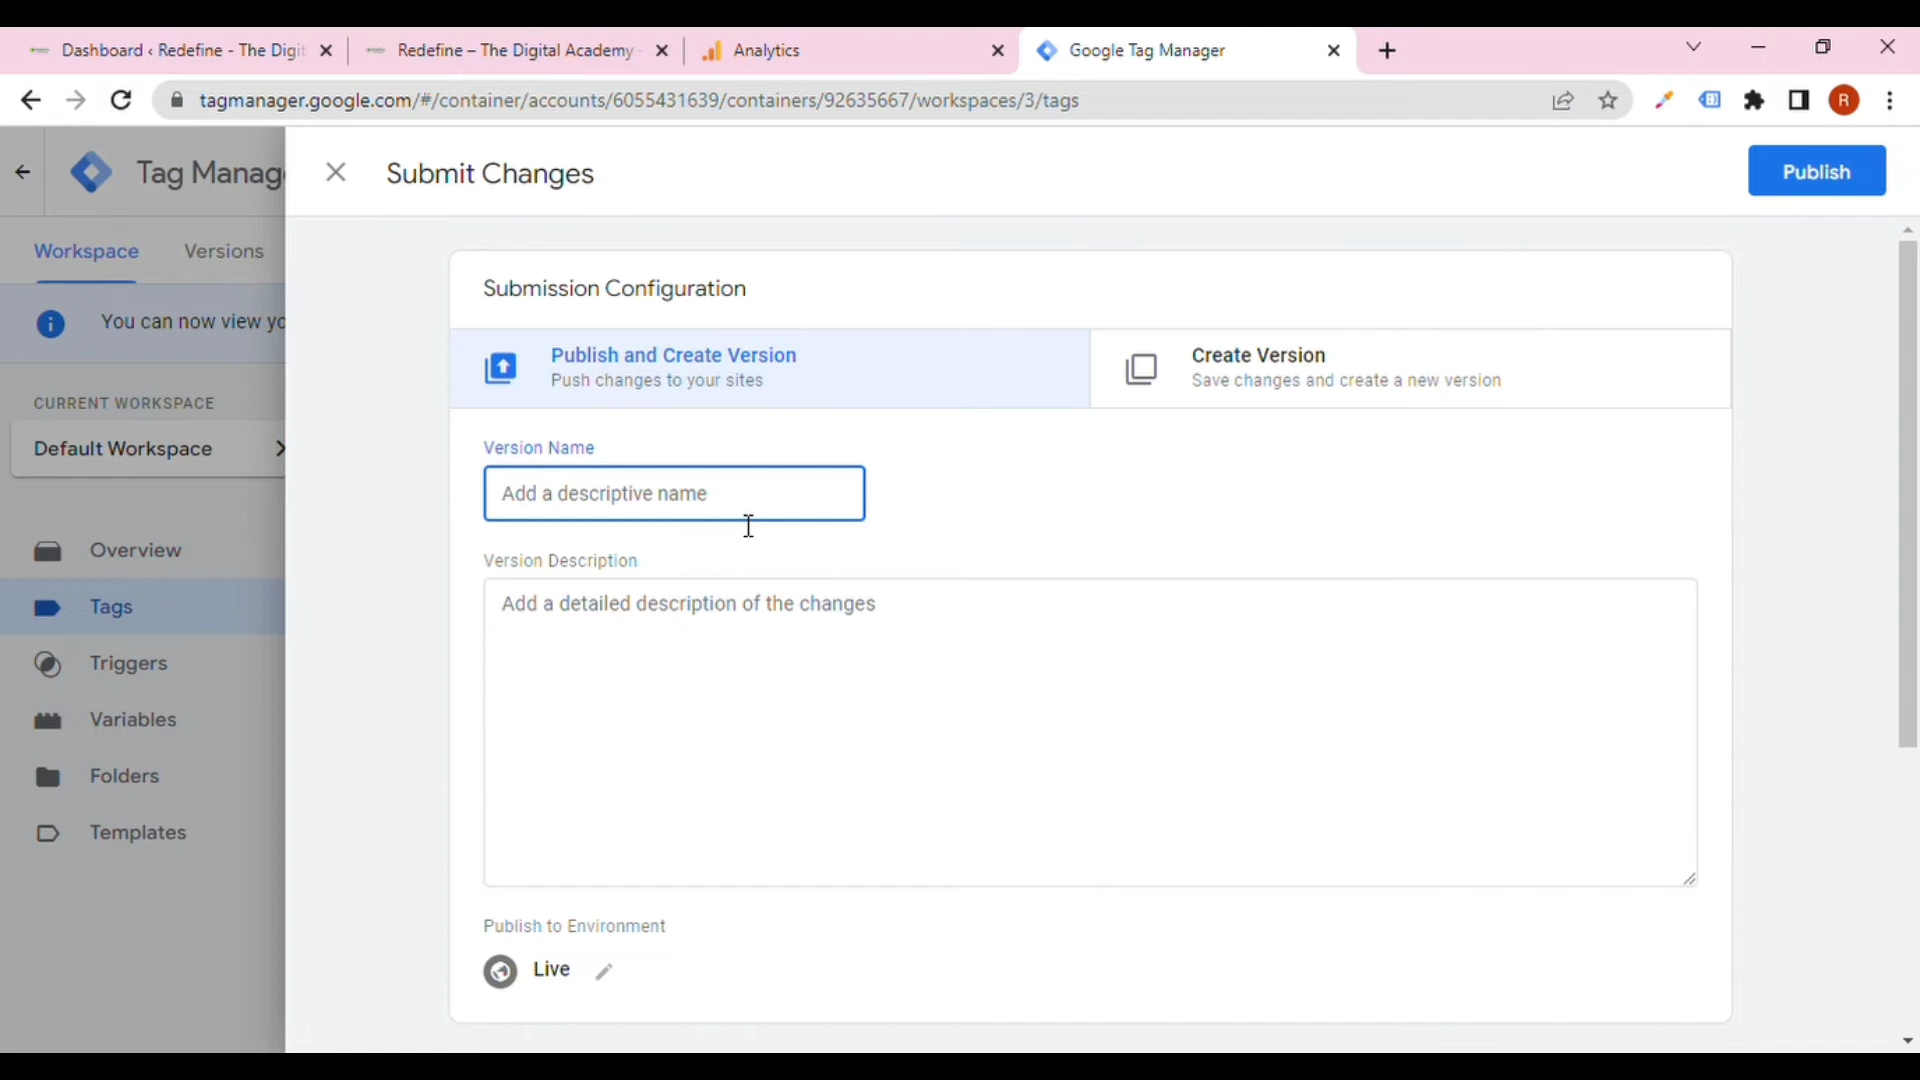 Dashboard ‹ Redefine - The Digit
Redefine – The Digital Academy
Analytics
Google Tag Manager
tagmanager.google.com/#/container/accounts/6055431639/containers/92635667/workspaces/3/tags
R
Tag Manag
Submit Changes
Publish
Workspace
Versions
Submission Configuration
You can now view yo
Publish and Create Version
Push changes to your sites
Create Version
Save changes and create a new version
CURRENT WORKSPACE
Default Workspace
Version Name
Add a descriptive name
Overview
Version Description
Tags
Add a detailed description of the changes
Triggers
Variables
Folders
Templates
Publish to Environment
Live